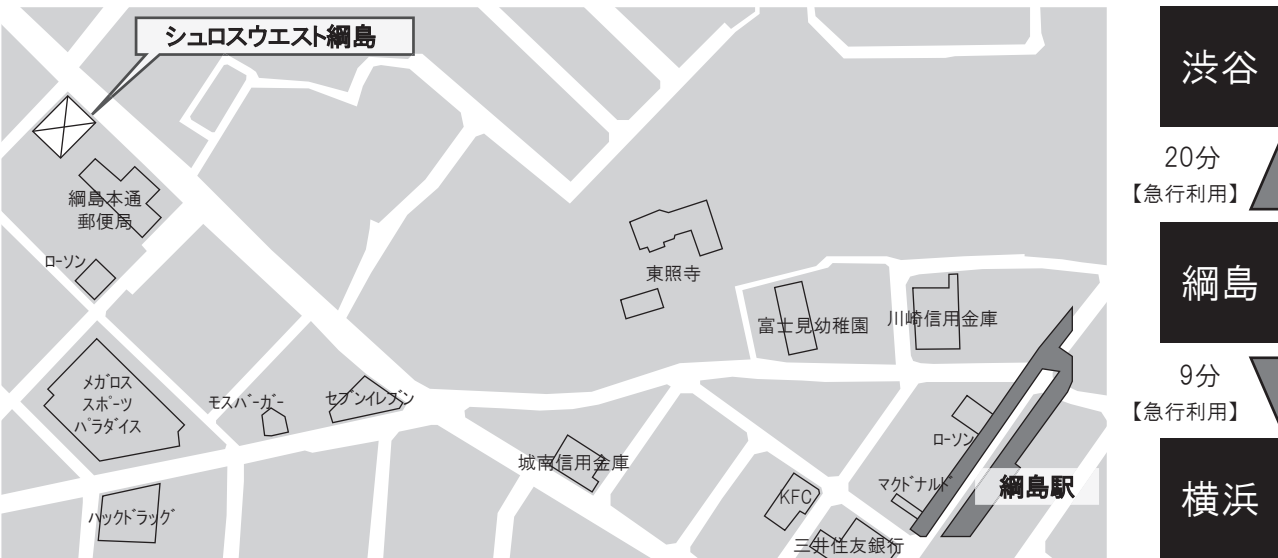 シュロスウエスト綱島
綱島本通
郵便局
ローソン
メガロス
スポーツ
パラダイス
モスバーガー
セブンイレブン
ハックドラッグ
東照寺
富士見幼稚園
川崎信用金庫
城南信用金庫
ローソン
マクドナルド
KFC
三井住友銀行
綱島駅
渋谷
20分
【急行利用】
綱島
9分
【急行利用】
横浜